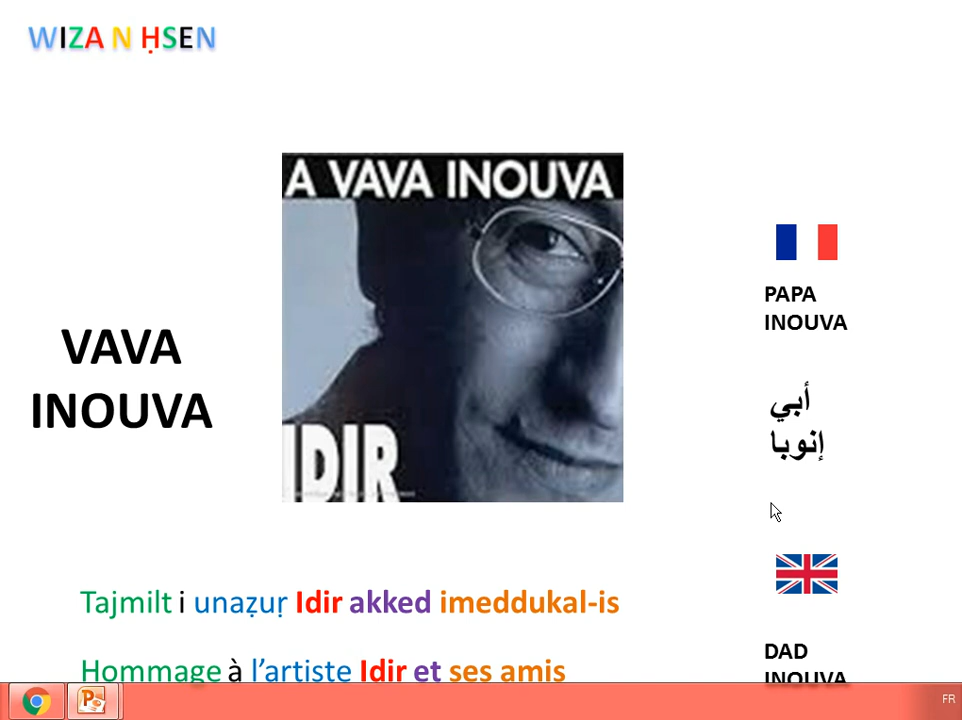 WIZA N ḤSEN
A VAVA INOUVA
IDIR
VAVA
INOUVA
PAPA
INOUVA
أبي
إنوبا
DAD
INOUVA
Tajmilt i unaẓuṛ Idir akked imeddukal-is
Hommage à l’artiste Idir et ses amis
FR